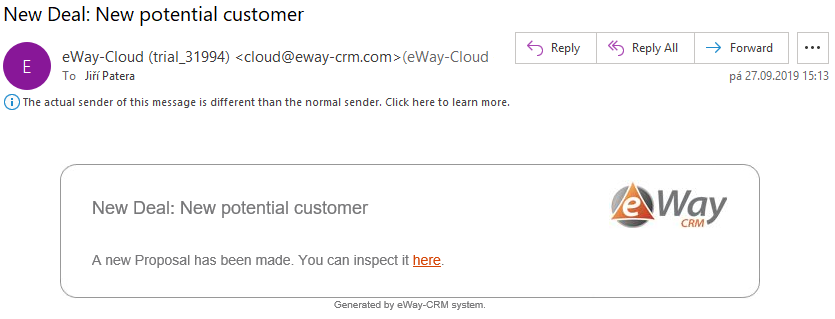 New Deal: New potential customer
E
eWay-Cloud (trial_31994) <cloud@eway-crm.com>(eWay-Cloud
To Jiří Patera
Reply
Reply All
Forward
pá 27.09.2019 15:13
The actual sender of this message is different than the normal sender. Click here to learn more.
New Deal: New potential customer
eWay
CRM
A new Proposal has been made. You can inspect it here.
Generated by eWay-CRM system.